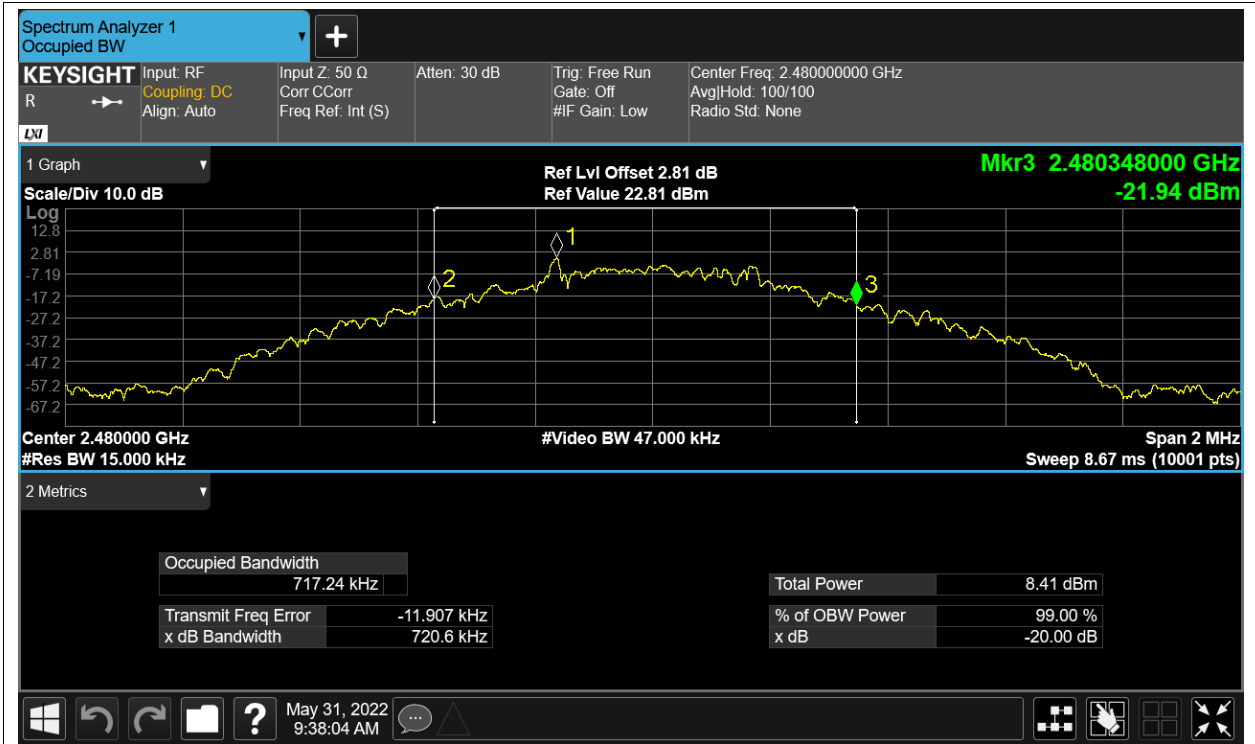 Spectrum Analyzer 1
Occupied BW
KEYSIGHT
R
LXI
Input: RF
Coupling: DC
Align: Auto
Input Z: 50 Ω
Corr CCorr
Freq Ref: Int (S)
Atten: 30 dB
Trig: Free Run
Gate: Off
#IF Gain: Low
Center Freq: 2.480000000 GHz
Avg|Hold: 100/100
Radio Std: None
1 Graph
Scale/Div 10.0 dB
Ref Lvl Offset 2.81 dB
Ref Value 22.81 dBm
Mkr3 2.480348000 GHz
-21.94 dBm
Log
12.8
2.81
-7.19
-17.2
-27.2
-37.2
-47.2
-57.2
-67.2
1
2
3
Center 2.480000 GHz
#Video BW 47.000 kHz
Span 2 MHz
#Res BW 15.000 kHz
Sweep 8.67 ms (10001 pts)
2 Metrics
Occupied Bandwidth
717.24 kHz
Transmit Freq Error -11.907 kHz
x dB Bandwidth 720.6 kHz
Total Power 8.41 dBm
% of OBW Power 99.00 %
x dB -20.00 dB
?
May 31, 2022
9:38:04 AM